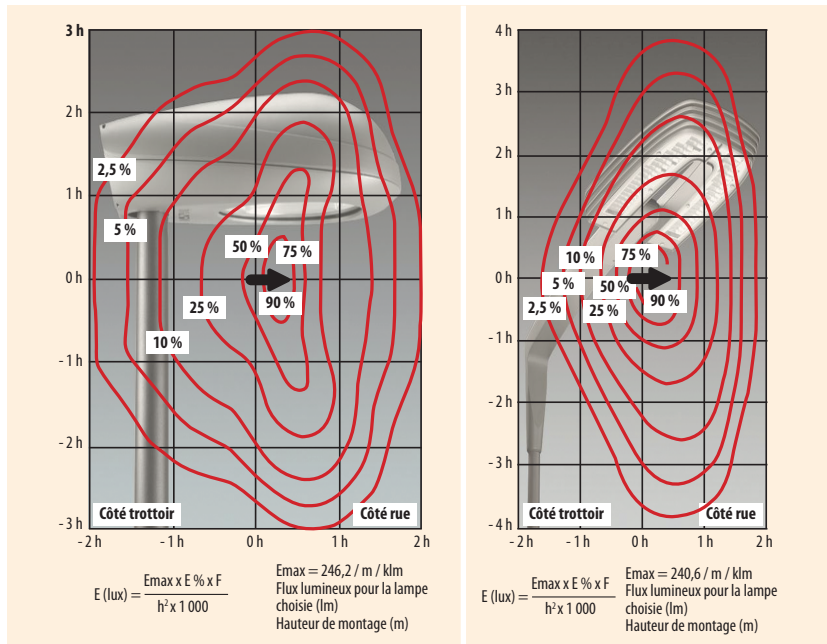 3 h
2 h
1 h
0 h
- 1 h
- 2 h
- 3 h
2,5 %
5 %
10 %
25 %
50 %
75 %
90 %
Côté trottoir
Côté rue
- 2 h
- 1 h
0 h
1 h
2 h
E (lux) = Emax x E % x F
h² x 1 000
Emax = 246,2 / m / klm
Flux lumineux pour la lampe
choisie (lm)
Hauteur de montage (m)
4 h
3 h
2 h
1 h
0 h
- 1 h
- 2 h
- 3 h
- 4 h
10 %
75 %
5 %
50 %
2,5 %
25 %
90 %
Côté trottoir
Côté rue
- 2 h
- 1 h
0 h
1 h
2 h
E (lux) = Emax x E % x F
h² x 1 000
Emax = 240,6 / m / klm
Flux lumineux pour la lampe
choisie (lm)
Hauteur de montage (m)